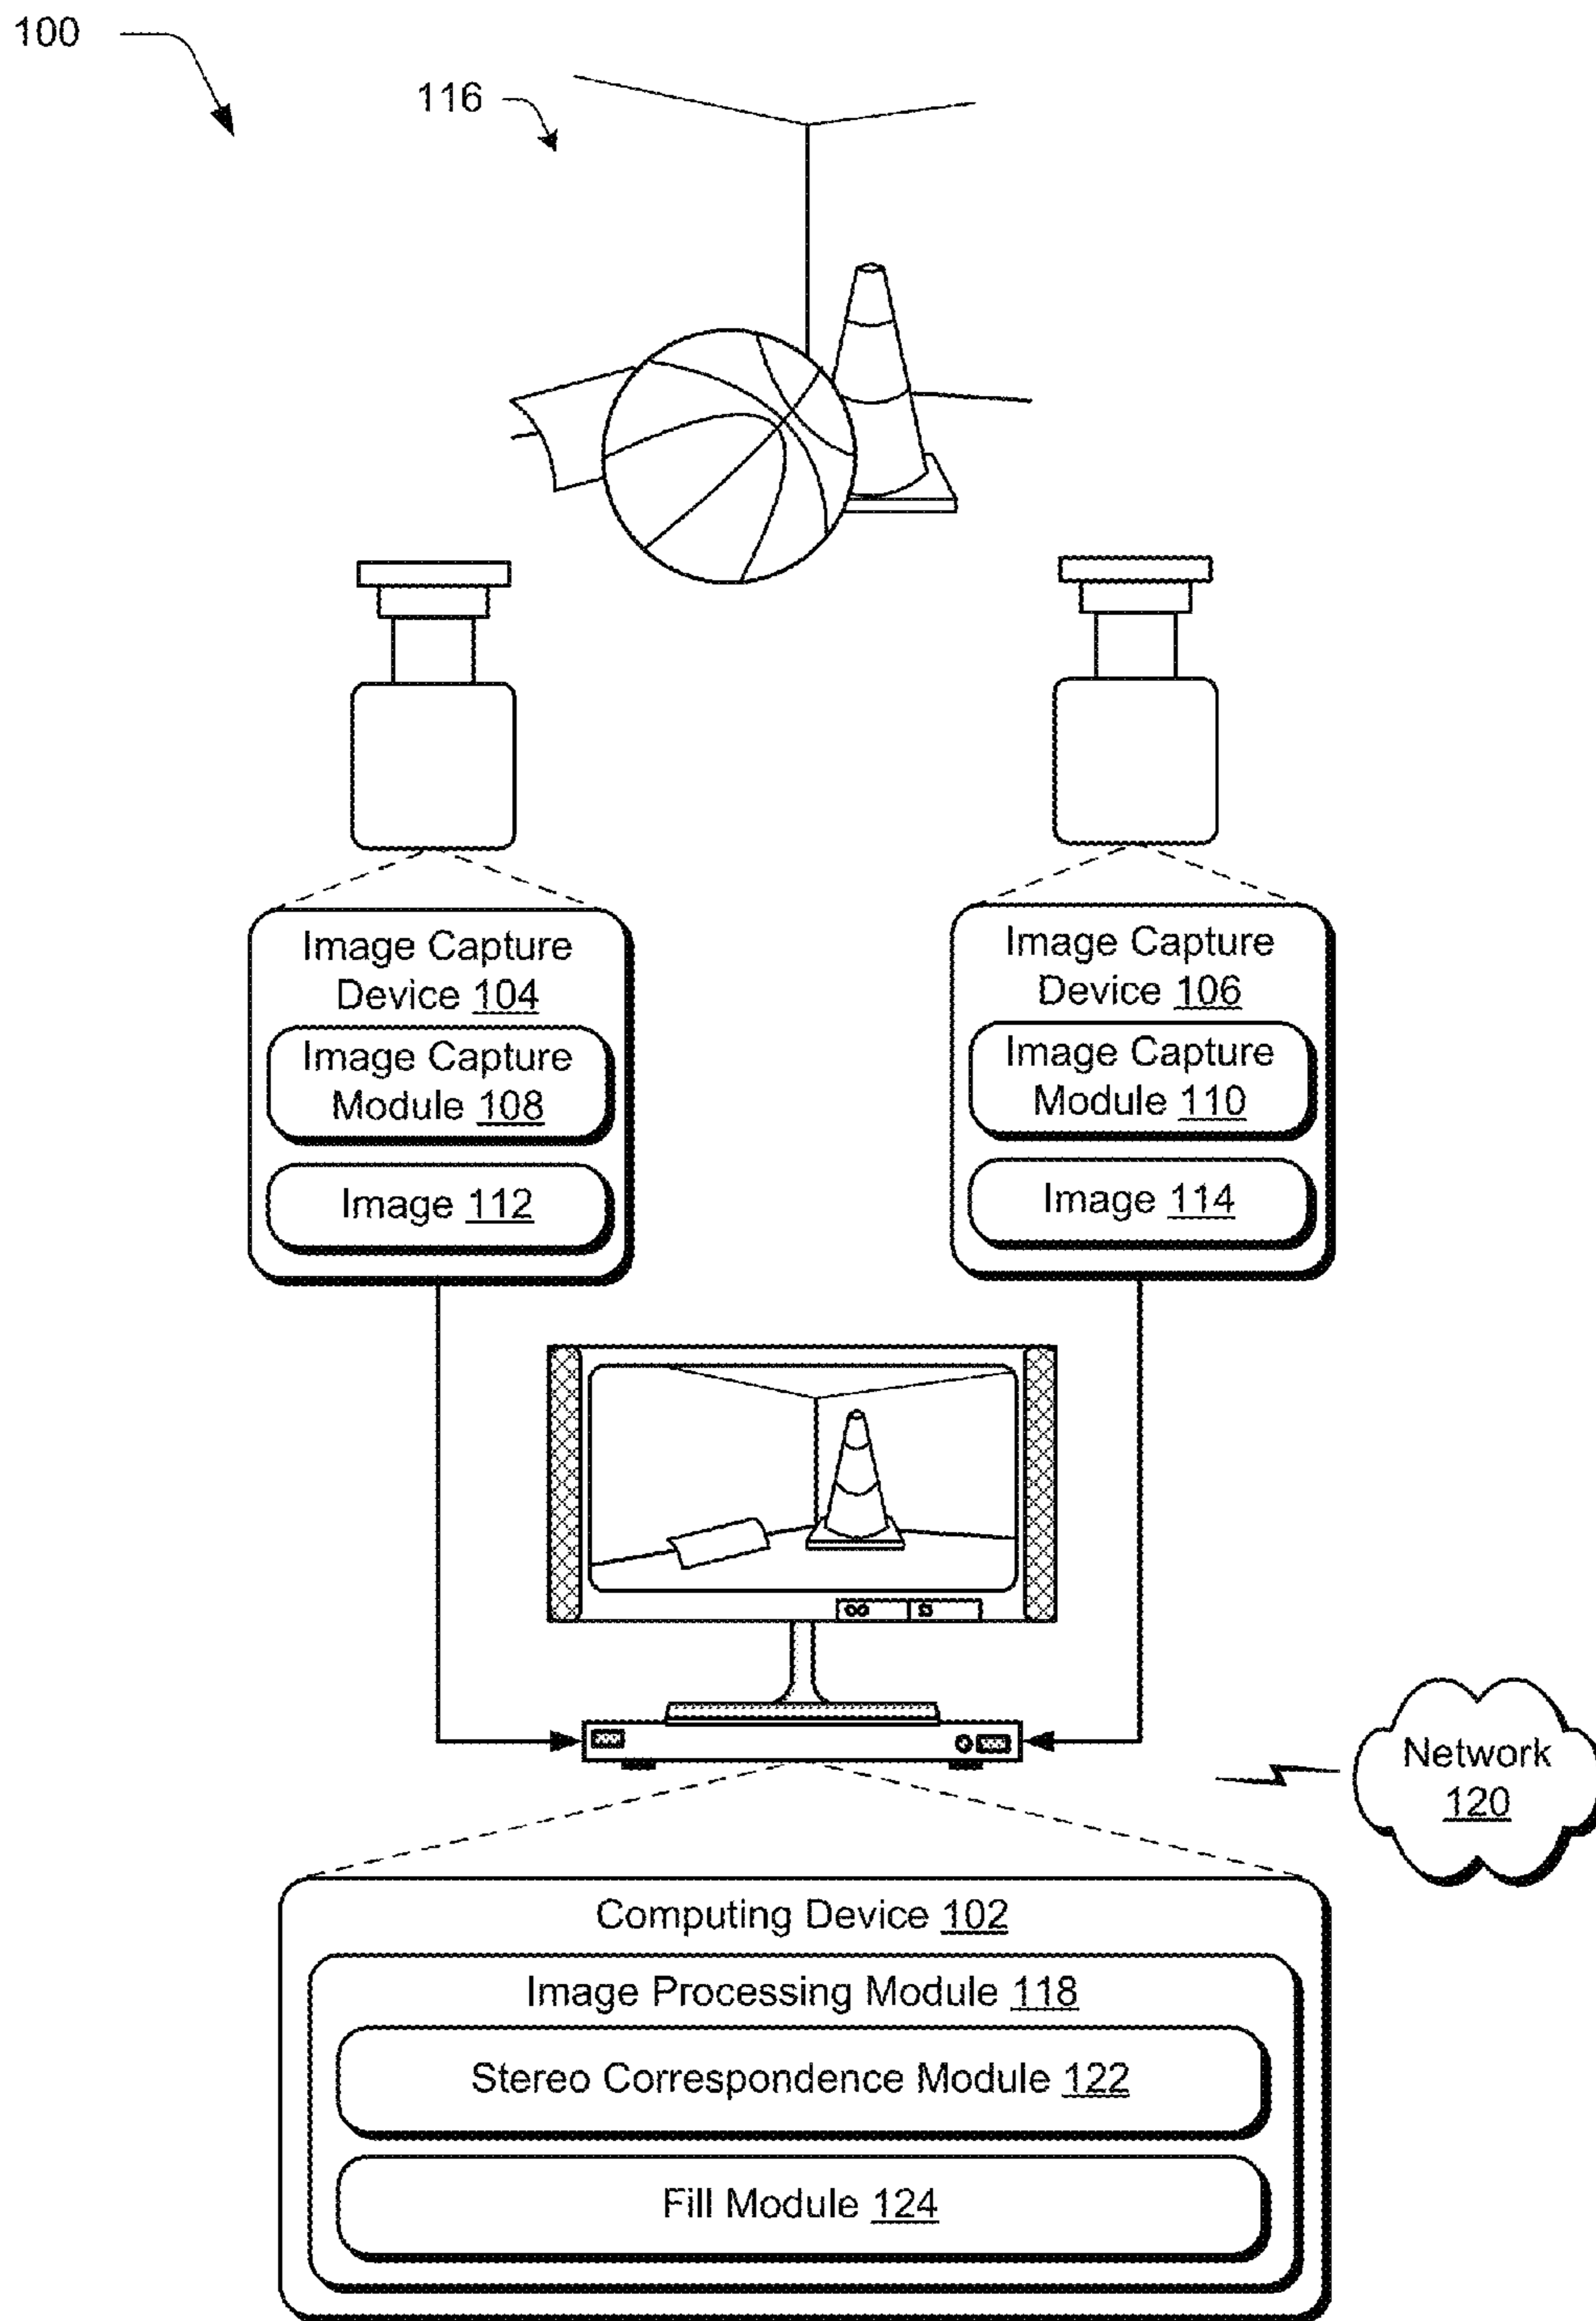 100
116
Image Capture
Device 104
Image Capture
Module 108
Image 112
Image Capture
Device 106
Image Capture
Module 110
Image 114
Network
120
Computing Device 102
Image Processing Module 118
Stereo Correspondence Module 122
Fill Module 124